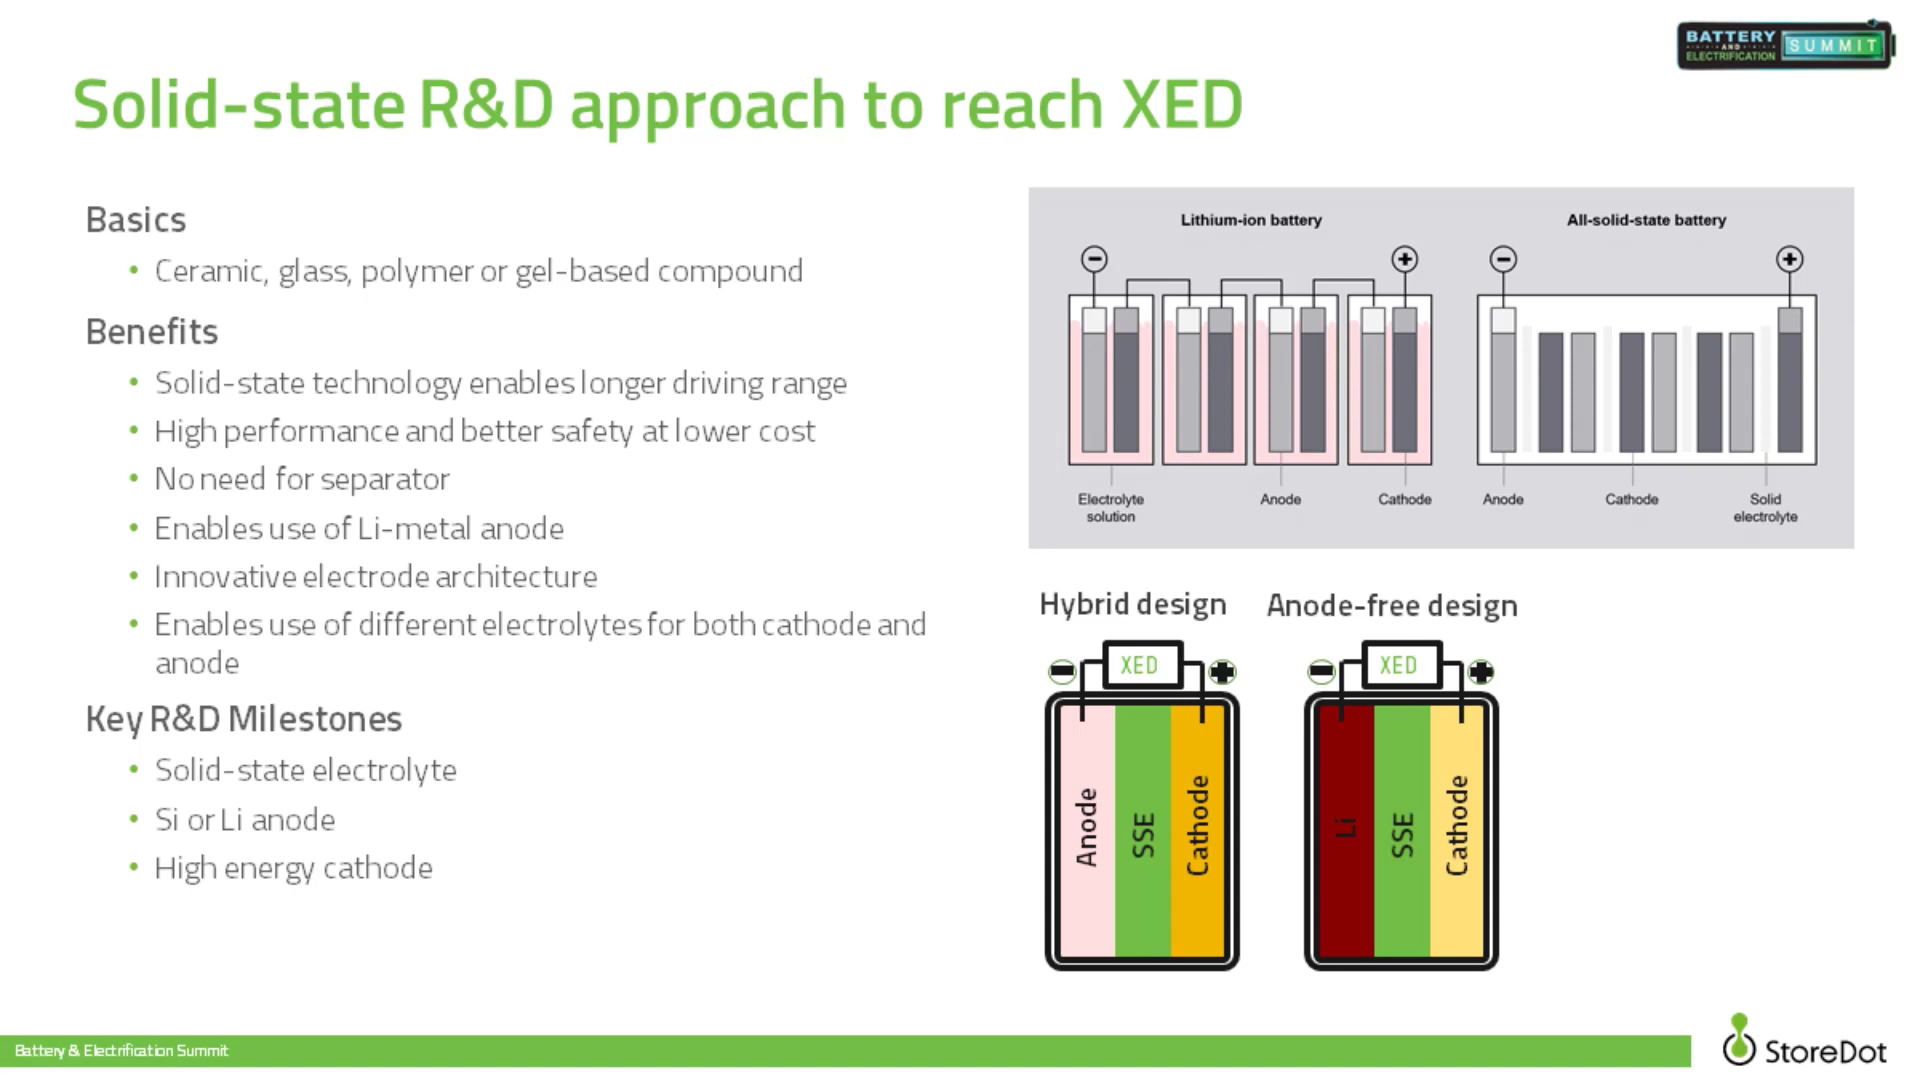 BATTERY
AND
ELECTRIFICATION
SUMMIT
Solid-state R&D approach to reach XED
Basics
• Ceramic, glass, polymer or gel-based compound
Benefits
• Solid-state technology enables longer driving range
• High performance and better safety at lower cost
• No need for separator
• Enables use of Li-metal anode
• Innovative electrode architecture
• Enables use of different electrolytes for both cathode and
anode
Key R&D Milestones
• Solid-state electrolyte
• Si or Li anode
• High energy cathode
Lithium-ion battery
All-solid-state battery
Electrolyte
solution
Anode
Cathode
Anode
Cathode
Solid
electrolyte
Hybrid design
XED
Anode
SSE
Cathode
Anode-free design
XED
Li
SSE
Cathode
Battery & Electrification Summit
StoreDot